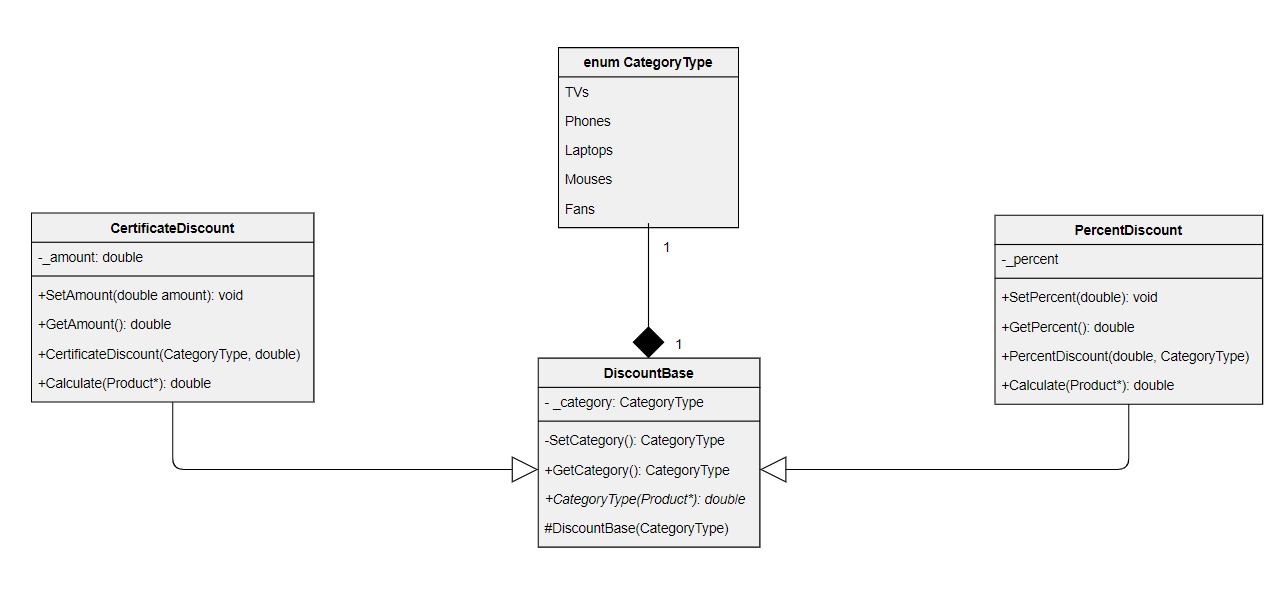 enum CategoryType
TVs
Phones
Laptops
Mouses
Fans
1
1
CertificateDiscount
-_amount: double
+SetAmount(double amount): void
+GetAmount(): double
+CertificateDiscount(CategoryType, double)
+Calculate(Product*): double
DiscountBase
- _category: CategoryType
-SetCategory(): CategoryType
+GetCategory(): CategoryType
+CategoryType(Product*): double
#DiscountBase(CategoryType)
PercentDiscount
-_percent
+SetPercent(double): void
+GetPercent(): double
+PercentDiscount(double, CategoryType)
+Calculate(Product*): double